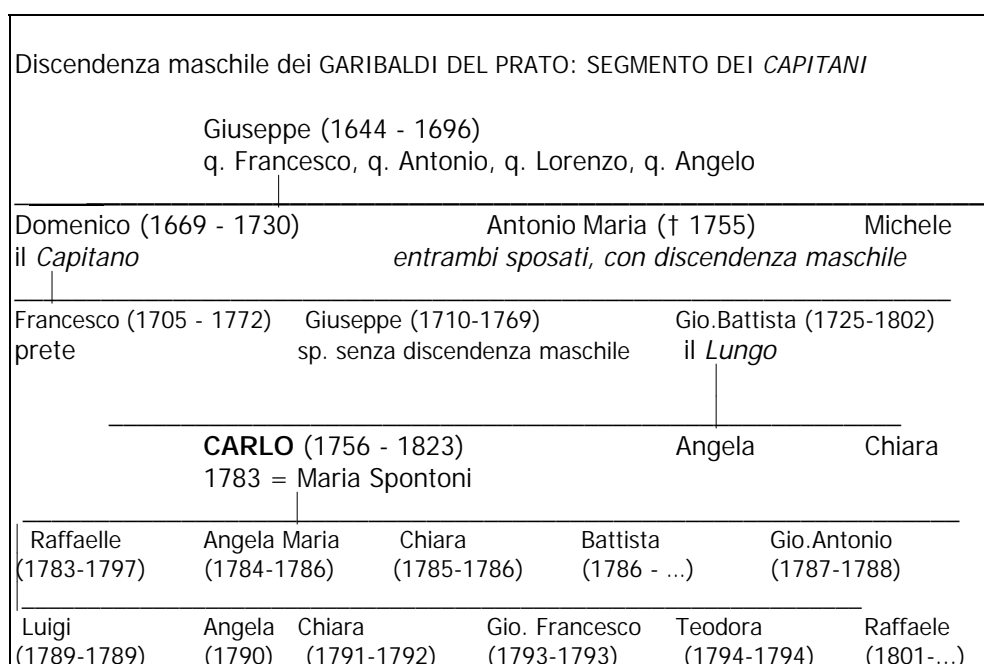 Discendenza maschile dei GARIBALDI DEL PRATO: SEGMENTO DEI CAPITANI
Giuseppe (1644 - 1696)
q. Francesco, q. Antonio, q. Lorenzo, q. Angelo
Domenico (1669 - 1730) Antonio Maria († 1755) Michele
il Capitano entrambi sposati, con discendenza maschile
Francesco (1705 - 1772) Giuseppe (1710-1769) Gio.Battista (1725-1802)
prete sp. senza discendenza maschile il Lungo
CARLO (1756 - 1823) Angela Chiara
1783 = Maria Spontoni
Raffaelle Angela Maria Chiara Battista Gio.Antonio
(1783-1797) (1784-1786) (1785-1786) (1786 - ...) (1787-1788)
Luigi Angela Chiara Gio. Francesco Teodora Raffaele
(1789-1789) (1790) (1791-1792) (1793-1793) (1794-1794) (1801-...)